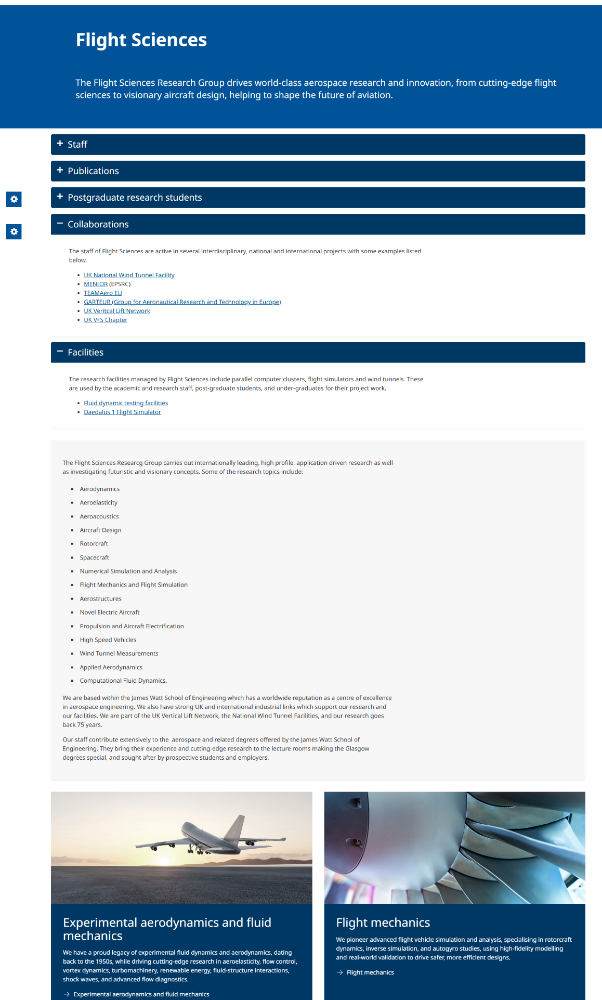 Flight Sciences
The Flight Sciences Research Group drives world-class aerospace research and innovation, from cutting-edge flight
sciences to visionary aircraft design, helping to shape the future of aviation.
+ Staff
+ Publications
+ Postgraduate research students
− Collaborations
The staff of Flight Sciences are active in several interdisciplinary, national and international projects with some examples listed
below.
• UK National Wind Tunnel Facility
• MENtOR (EPSRC)
• TEAMAero EU
• GARTEUR (Group for Aeronautical Research and Technology in Europe)
• UK Veritcal Lift Network
• UK VFS Chapter
− Facilities
The research facilities managed by Flight Sciences include parallel computer clusters, flight simulators and wind tunnels. These
are used by the academic and research staff, post-graduate students, and under-graduates for their project work.
• Fluid dynamic testing facilities
• Daedalus 1 Flight Simulator
The Flight Sciences Researcg Group carries out internationally leading, high profile, application driven research as well
as investigating futuristic and visionary concepts. Some of the research topics include:
▪ Aerodynamics
▪ Aeroelasticity
▪ Aeroacoustics
▪ Aircraft Design
▪ Rotorcraft
▪ Spacecraft
▪ Numerical Simulation and Analysis
▪ Flight Mechanics and Flight Simulation
▪ Aerostructures
▪ Novel Electric Aircraft
▪ Propulsion and Aircraft Electrification
▪ High Speed Vehicles
▪ Wind Tunnel Measurements
▪ Applied Aerodynamics
▪ Computational Fluid Dynamics.
We are based within the James Watt School of Engineering which has a worldwide reputation as a centre of excellence
in aerospace engineering. We also have strong UK and international industrial links which support our research and
our facilities. We are part of the UK Vertical Lift Network, the National Wind Tunnel Facilities, and our research goes
back 75 years.
Our staff contribute extensively to the aerospace and related degrees offered by the James Watt School of
Engineering. They bring their experience and cutting-edge research to the lecture rooms making the Glasgow
degrees special, and sought after by prospective students and employers.
Experimental aerodynamics and fluid
mechanics
We have a proud legacy of experimental fluid dynamics and aerodynamics, dating
back to the 1950s, while driving cutting-edge research in aeroelasticity, flow control,
vortex dynamics, turbomachinery, renewable energy, fluid-structure interactions,
shock waves, and advanced flow diagnostics.
→ Experimental aerodynamics and fluid mechanics
Flight mechanics
We pioneer advanced flight vehicle simulation and analysis, specialising in rotorcraft
dynamics, inverse simulation, and autogyro studies, using high-fidelity modelling
and real-world validation to drive safer, more efficient designs.
→ Flight mechanics